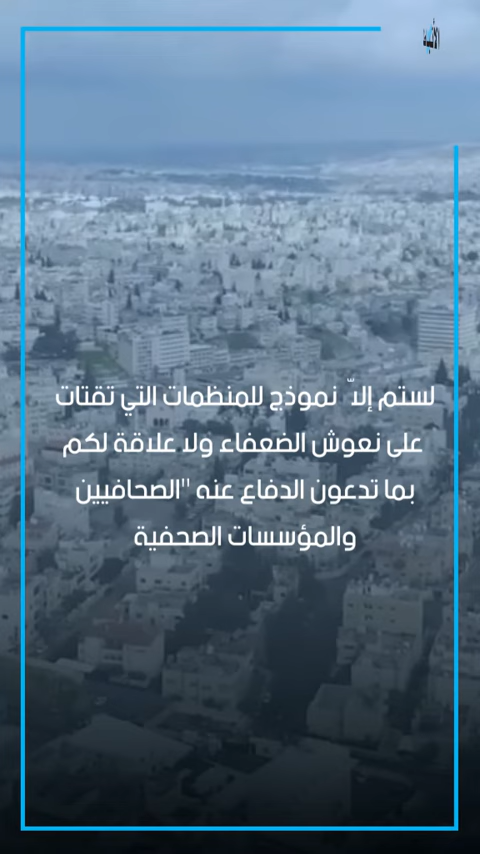 لستم إلاّ نموذج للمنظمات التي تقتات
على نعوش الضعفاء ولا علاقة لكم
بما تدعون الدفاع عنه "الصحافيين
والمؤسسات الصحفية